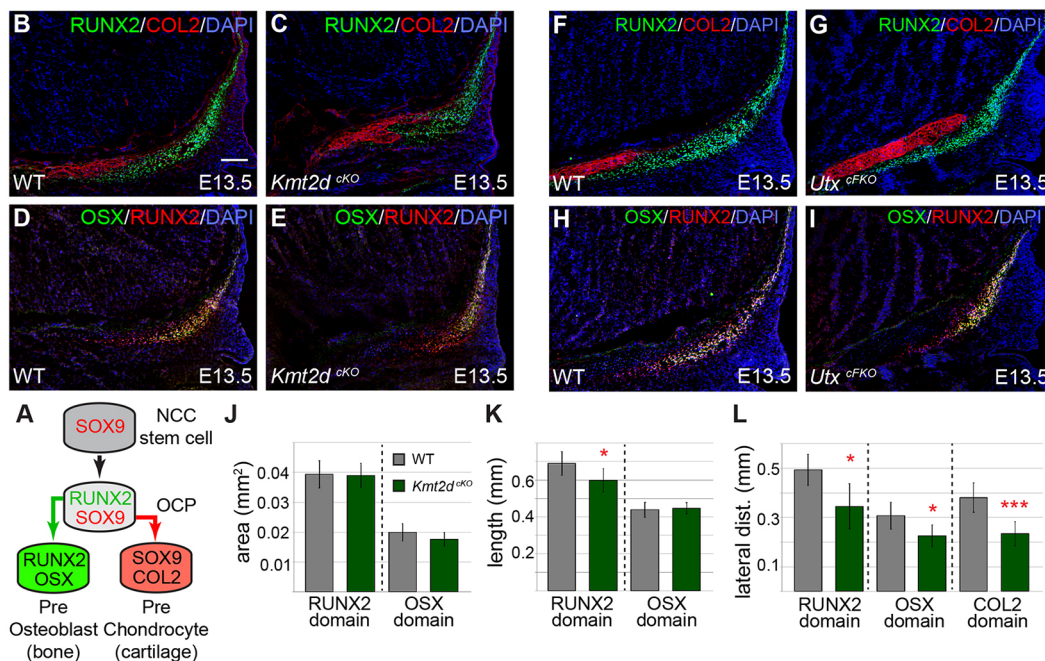 B RUNX2/COL2/DAPI
WT E13.5
C RUNX2/COL2/DAPI
Kmt2d cKO E13.5
F RUNX2/COL2/DAPI
WT E13.5
G RUNX2/COL2/DAPI
Utx cFKO E13.5
D OSX/RUNX2/DAPI
WT E13.5
E OSX/RUNX2/DAPI
Kmt2d cKO E13.5
H OSX/RUNX2/DAPI
WT E13.5
I OSX/RUNX2/DAPI
Utx cFKO E13.5
A
SOX9
NCC
stem cell
RUNX2
SOX9
OCP
RUNX2
OSX
SOX9
COL2
Pre
Osteoblast
(bone)
Pre
Chondrocyte
(cartilage)
J
area (mm²)
0.04
0.03
0.02
0.01
WT
Kmt2d cKO
RUNX2
domain
OSX
domain
K
length (mm)
0.6
0.4
0.2
*
RUNX2
domain
OSX
domain
L
lateral dist. (mm)
0.5
0.3
0.1
*
*
***
RUNX2
domain
OSX
domain
COL2
domain